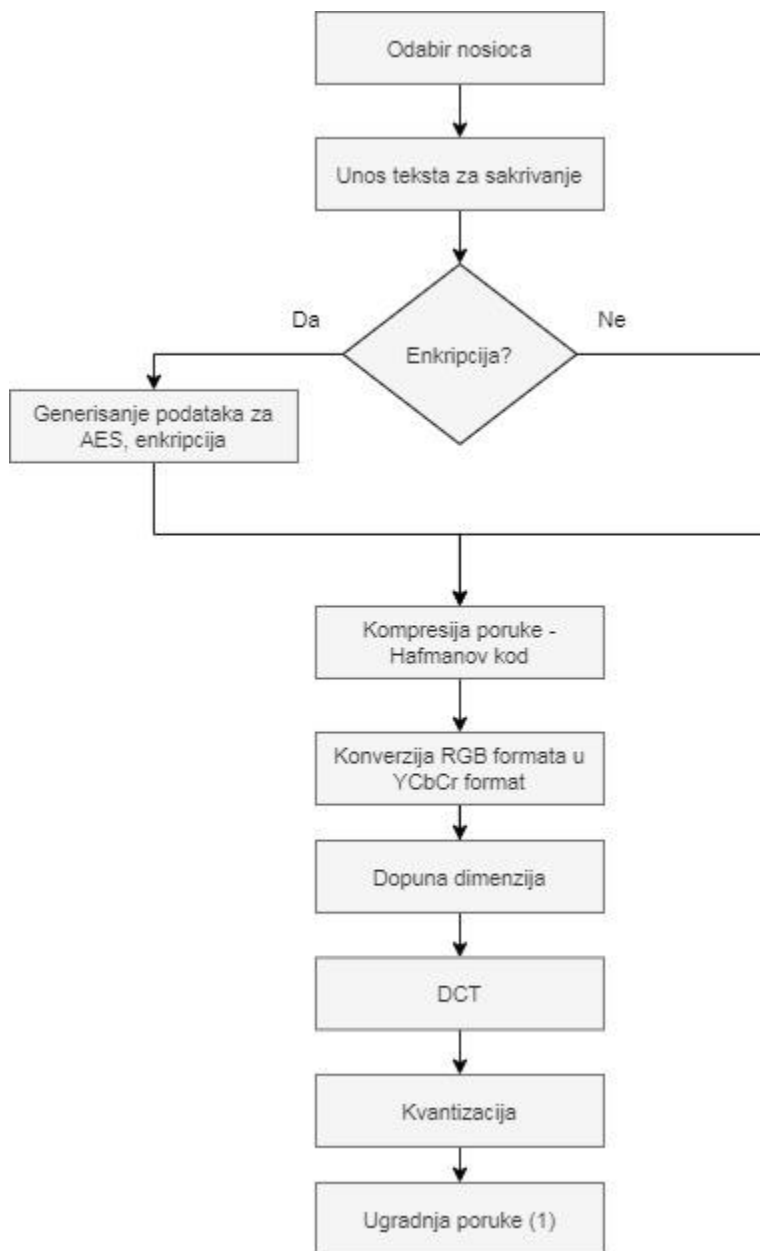 Odabir nosioca
Unos teksta za sakrivanje
Da
Ne
Enkripcija?
Generisanje podataka za
AES, enkripcija
Kompresija poruke -
Hafmanov kod
Konverzija RGB formata u
YCbCr format
Dopuna dimenzija
DCT
Kvantizacija
Ugradnja poruke (1)